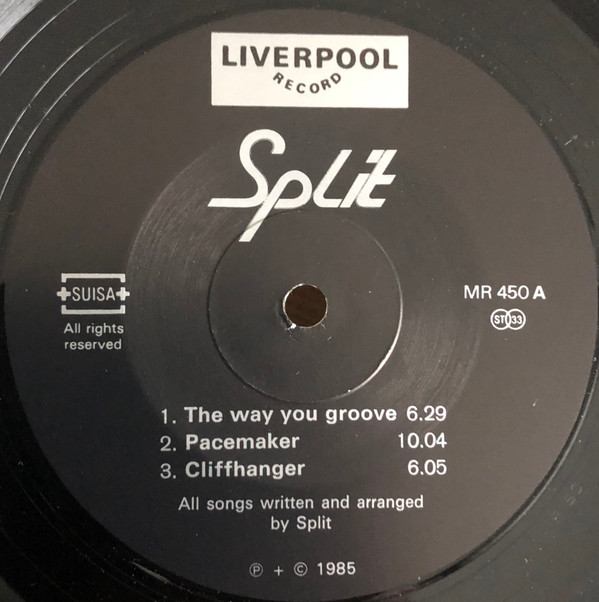 LIVERPOOL
RECORD
Split
SUISA
All rights
reserved
MR 450 A
ST 33
1. The way you groove 6.29
2. Pacemaker 10.04
3. Cliffhanger 6.05
All songs written and arranged
by Split
℗ + © 1985